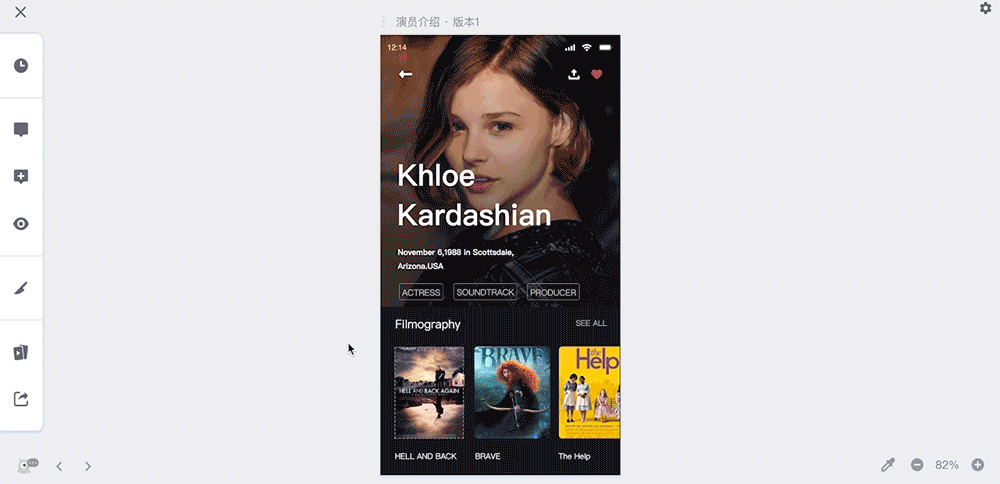 演员介绍 · 版本1
12:14
Khloe
Kardashian
November 6,1988 in Scottsdale,
Arizona.USA
ACTRESS SOUNDTRACK PRODUCER
Filmography SEE ALL
HELL AND BACK AGAIN
BRAVE
the
Help
HELL AND BACK BRAVE The Help
82%